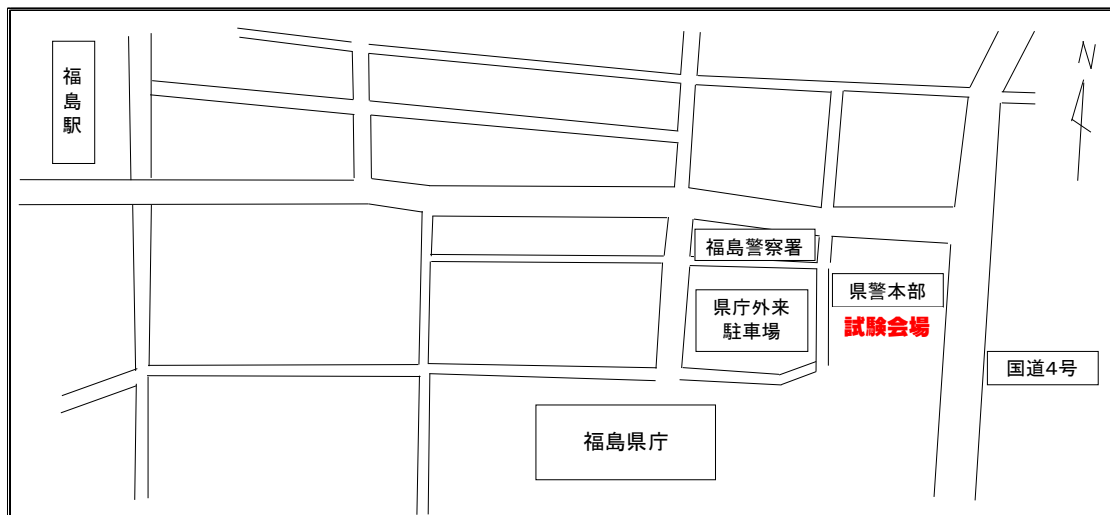 福島駅
N
福島警察署
県警本部
県庁外来
駐車場
試験会場
国道4号
福島県庁